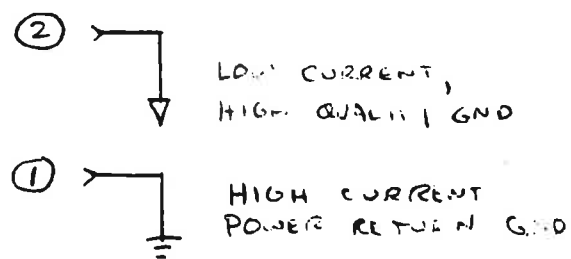 2
LOW CURRENT,
HIGH QUALITY GND
1
HIGH CURRENT
POWER RETURN GND